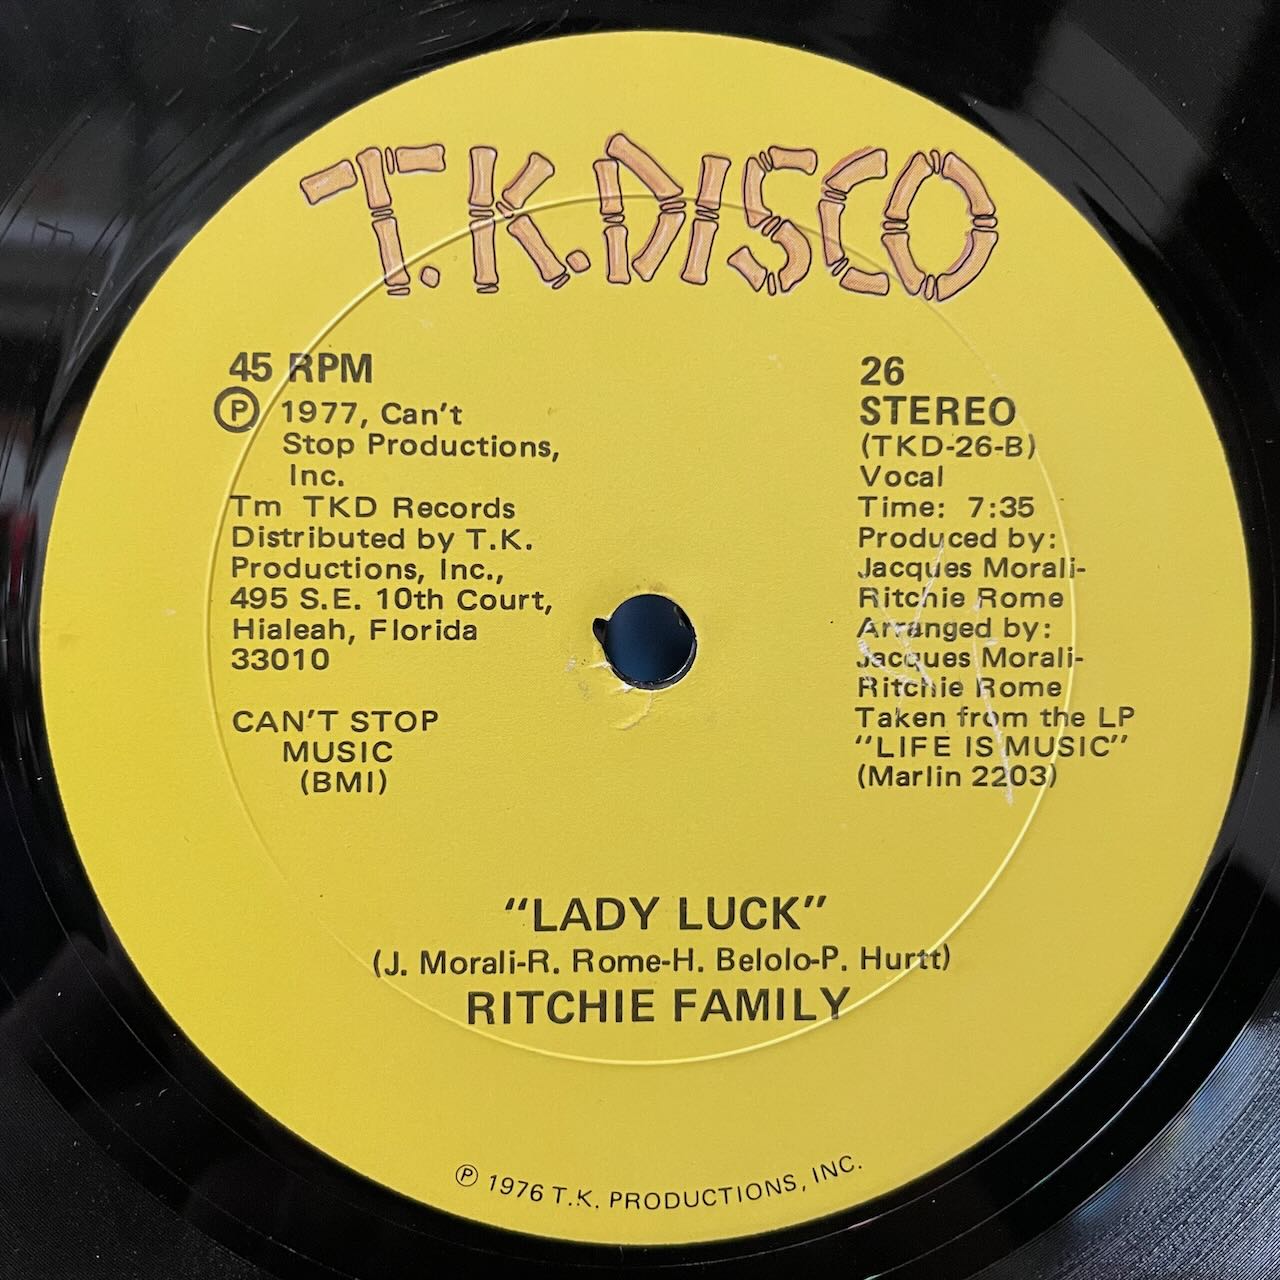 T.K. DISCO
45 RPM
Ⓟ 1977, Can't
Stop Productions,
Inc.
Tm TKD Records
Distributed by T.K.
Productions, Inc.,
495 S.E. 10th Court,
Hialeah, Florida
33010
CAN'T STOP
MUSIC
(BMI)
26
STEREO
(TKD-26-B)
Vocal
Time: 7:35
Produced by:
Jacques Morali-
Ritchie Rome
Arranged by:
Jacques Morali-
Ritchie Rome
Taken from the LP
"LIFE IS MUSIC"
(Marlin 2203)
"LADY LUCK"
(J. Morali-R. Rome-H. Belolo-P. Hurtt)
RITCHIE FAMILY
Ⓟ 1976 T.K. PRODUCTIONS, INC.